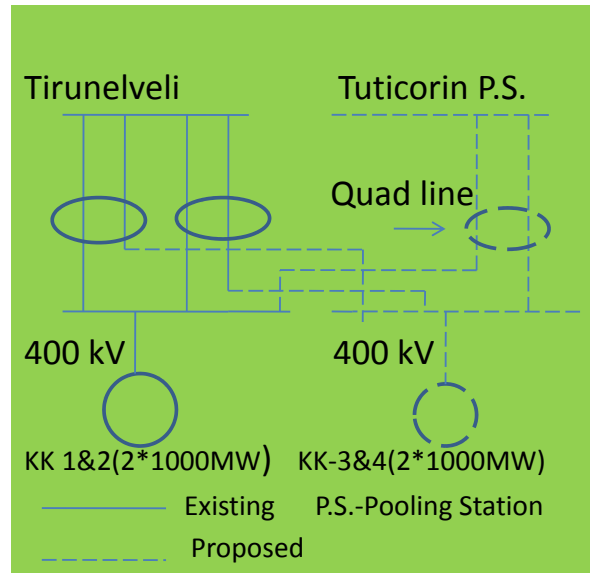 Tirunelveli Tuticorin P.S.
Quad line
400 kV 400 kV
KK 1&2(2*1000MW) KK-3&4(2*1000MW)
Existing P.S.-Pooling Station
Proposed